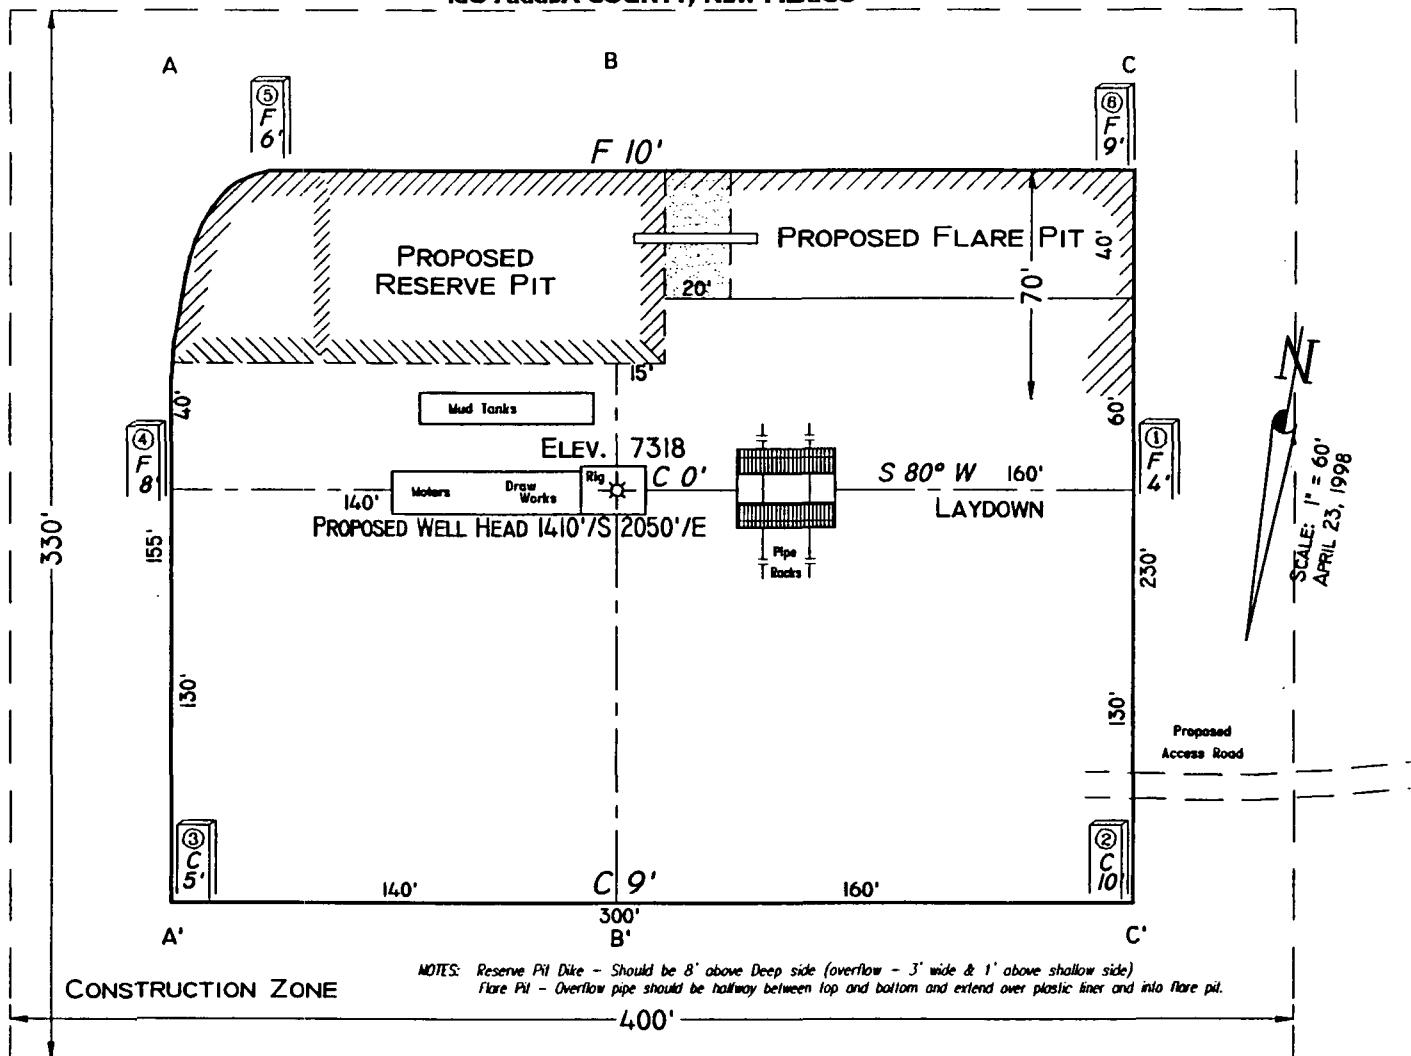 A
B
C
⑤
F
6'
⑥
F
9'
F 10'
PROPOSED
RESERVE PIT
PROPOSED FLARE PIT
40'
70'
20'
15'
40'
Mud Tanks
60'
N
④
F
8'
①
F
4'
ELEV. 7318
Rig
C 0'
S 80° W 160'
LAYDOWN
140'
Motors
Draw
Works
PROPOSED WELL HEAD 1410'/S 2050'/E
Pipe
Racks
330'
155'
230'
SCALE: 1" = 60'
APRIL 23, 1998
130'
130'
Proposed
Access Road
③
C
5'
②
C
10'
140'
C 9'
160'
300'
A'
B'
C'
NOTES: Reserve Pit Dike - Should be 8' above Deep side (overflow - 3' wide & 1' above shallow side)
Flare Pit - Overflow pipe should be halfway between top and bottom and extend over plastic liner and into flare pit.
CONSTRUCTION ZONE
400'